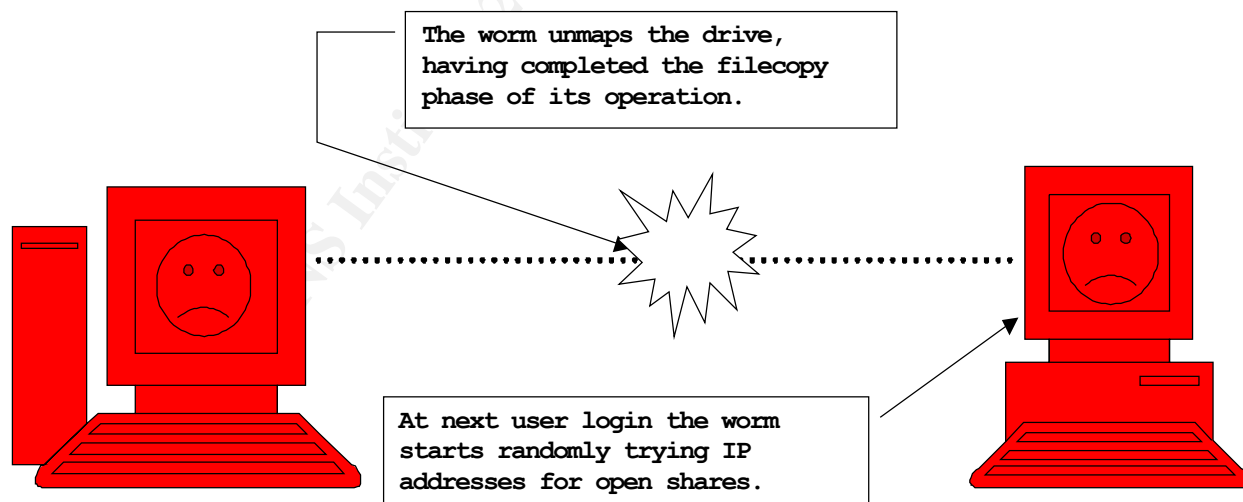 The worm unmaps the drive,
having completed the filecopy
phase of its operation.
At next user login the worm
starts randomly trying IP
addresses for open shares.